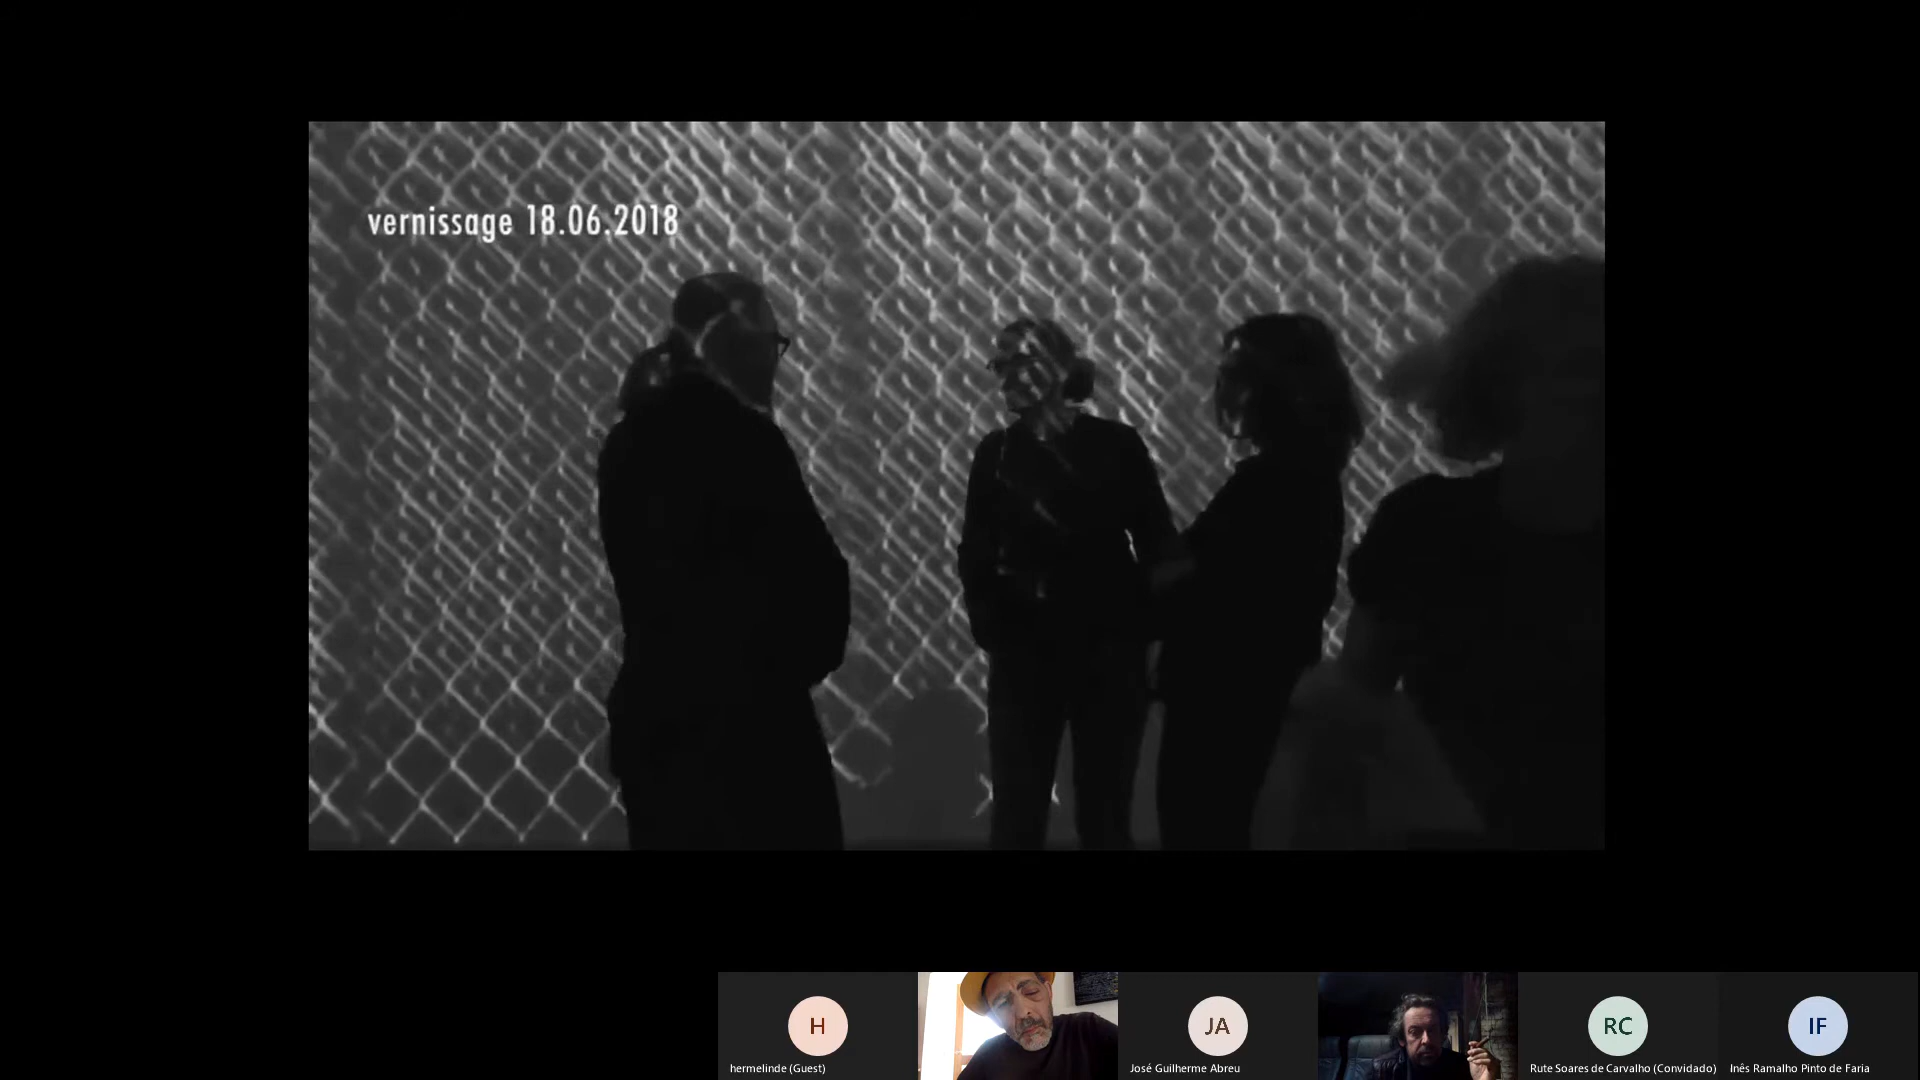 vernissage 18.06.2018
H
hermelinde (Guest)
JA
José Guilherme Abreu
RC
Rute Soares de Carvalho (Convidado)
IF
Inês Ramalho Pinto de Faria